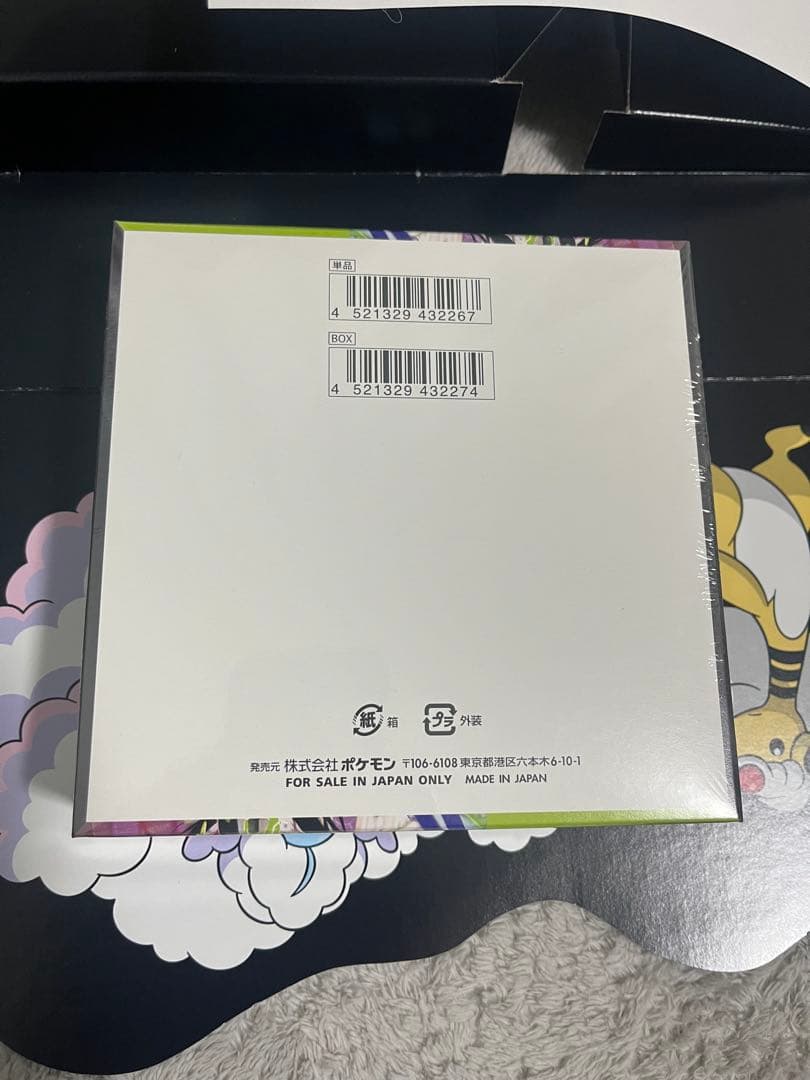 単品
4 521329 432267
BOX
4 521329 432274
紙 箱
プラ 外装
発売元 株式会社 ポケモン 〒106-6108 東京都港区六本木6-10-1
FOR SALE IN JAPAN ONLY MADE IN JAPAN